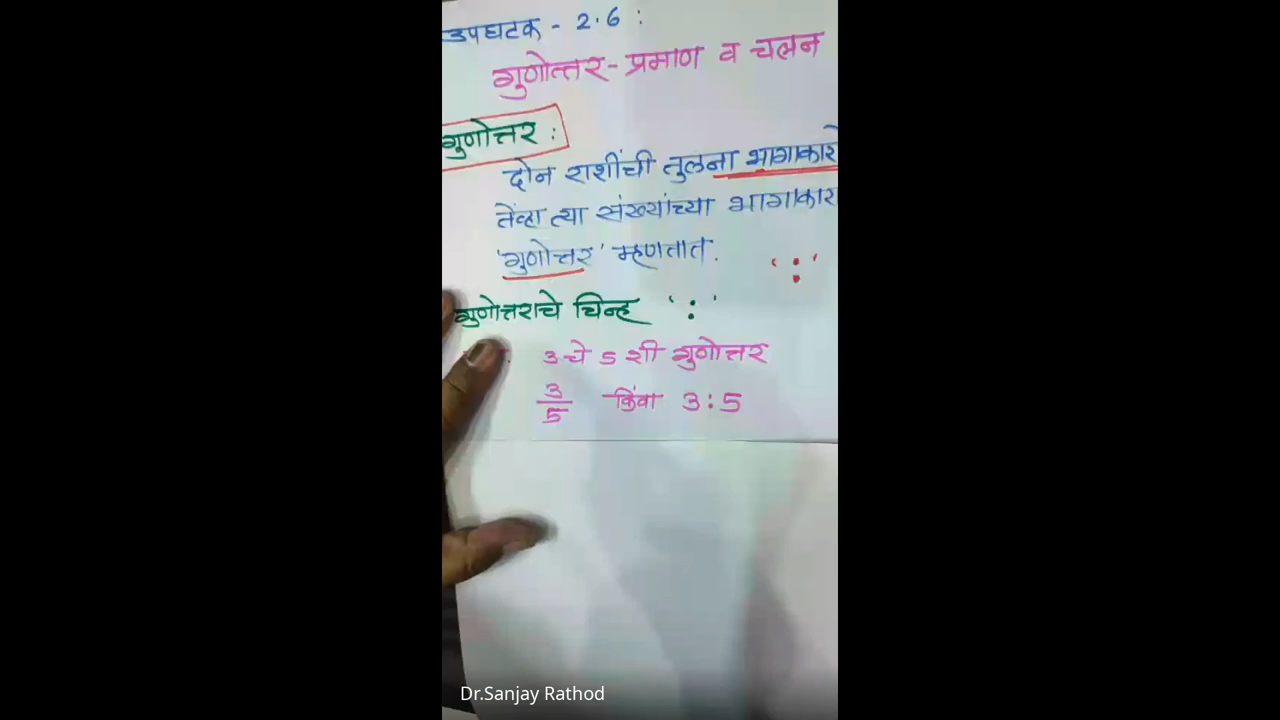 उपघटक - 2.6 :
गुणोत्तर - प्रमाण व चलन
गुणोत्तर :
दोन राशींची तुलना भागाकारे
तेंव्हा त्या संख्यांच्या भागाकार
'गुणोत्तर' म्हणतात.
' : '
गुणोत्तराचे चिन्ह ' : '
3 चे 5 शी गुणोत्तर
3/5 किंवा 3 : 5
Dr.Sanjay Rathod